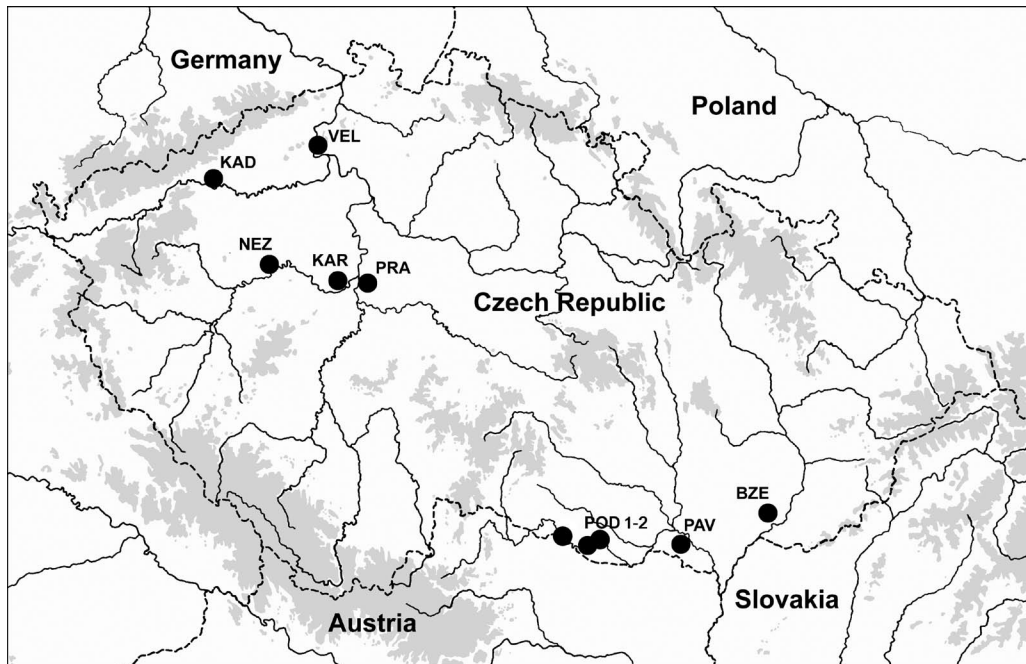 Germany
Poland
VEL
KAD
NEZ
KAR
PRA
Czech Republic
BZE
POD 1-2
PAV
Slovakia
Austria